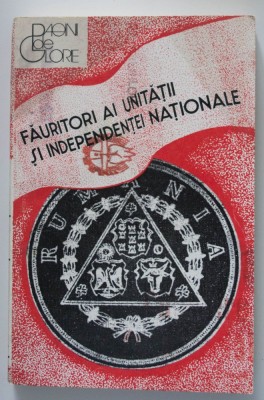 PAGINI
de
GLORIE
FĂURITORI AI UNITĂȚII
ȘI INDEPENDENȚEI NAȚIONALE
RUMANIA